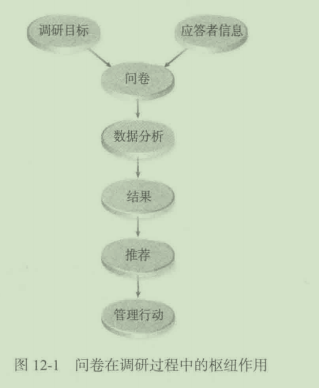 调研目标
应答者信息
问卷
数据分析
结果
推荐
管理行动
图 12-1 问卷在调研过程中的枢纽作用